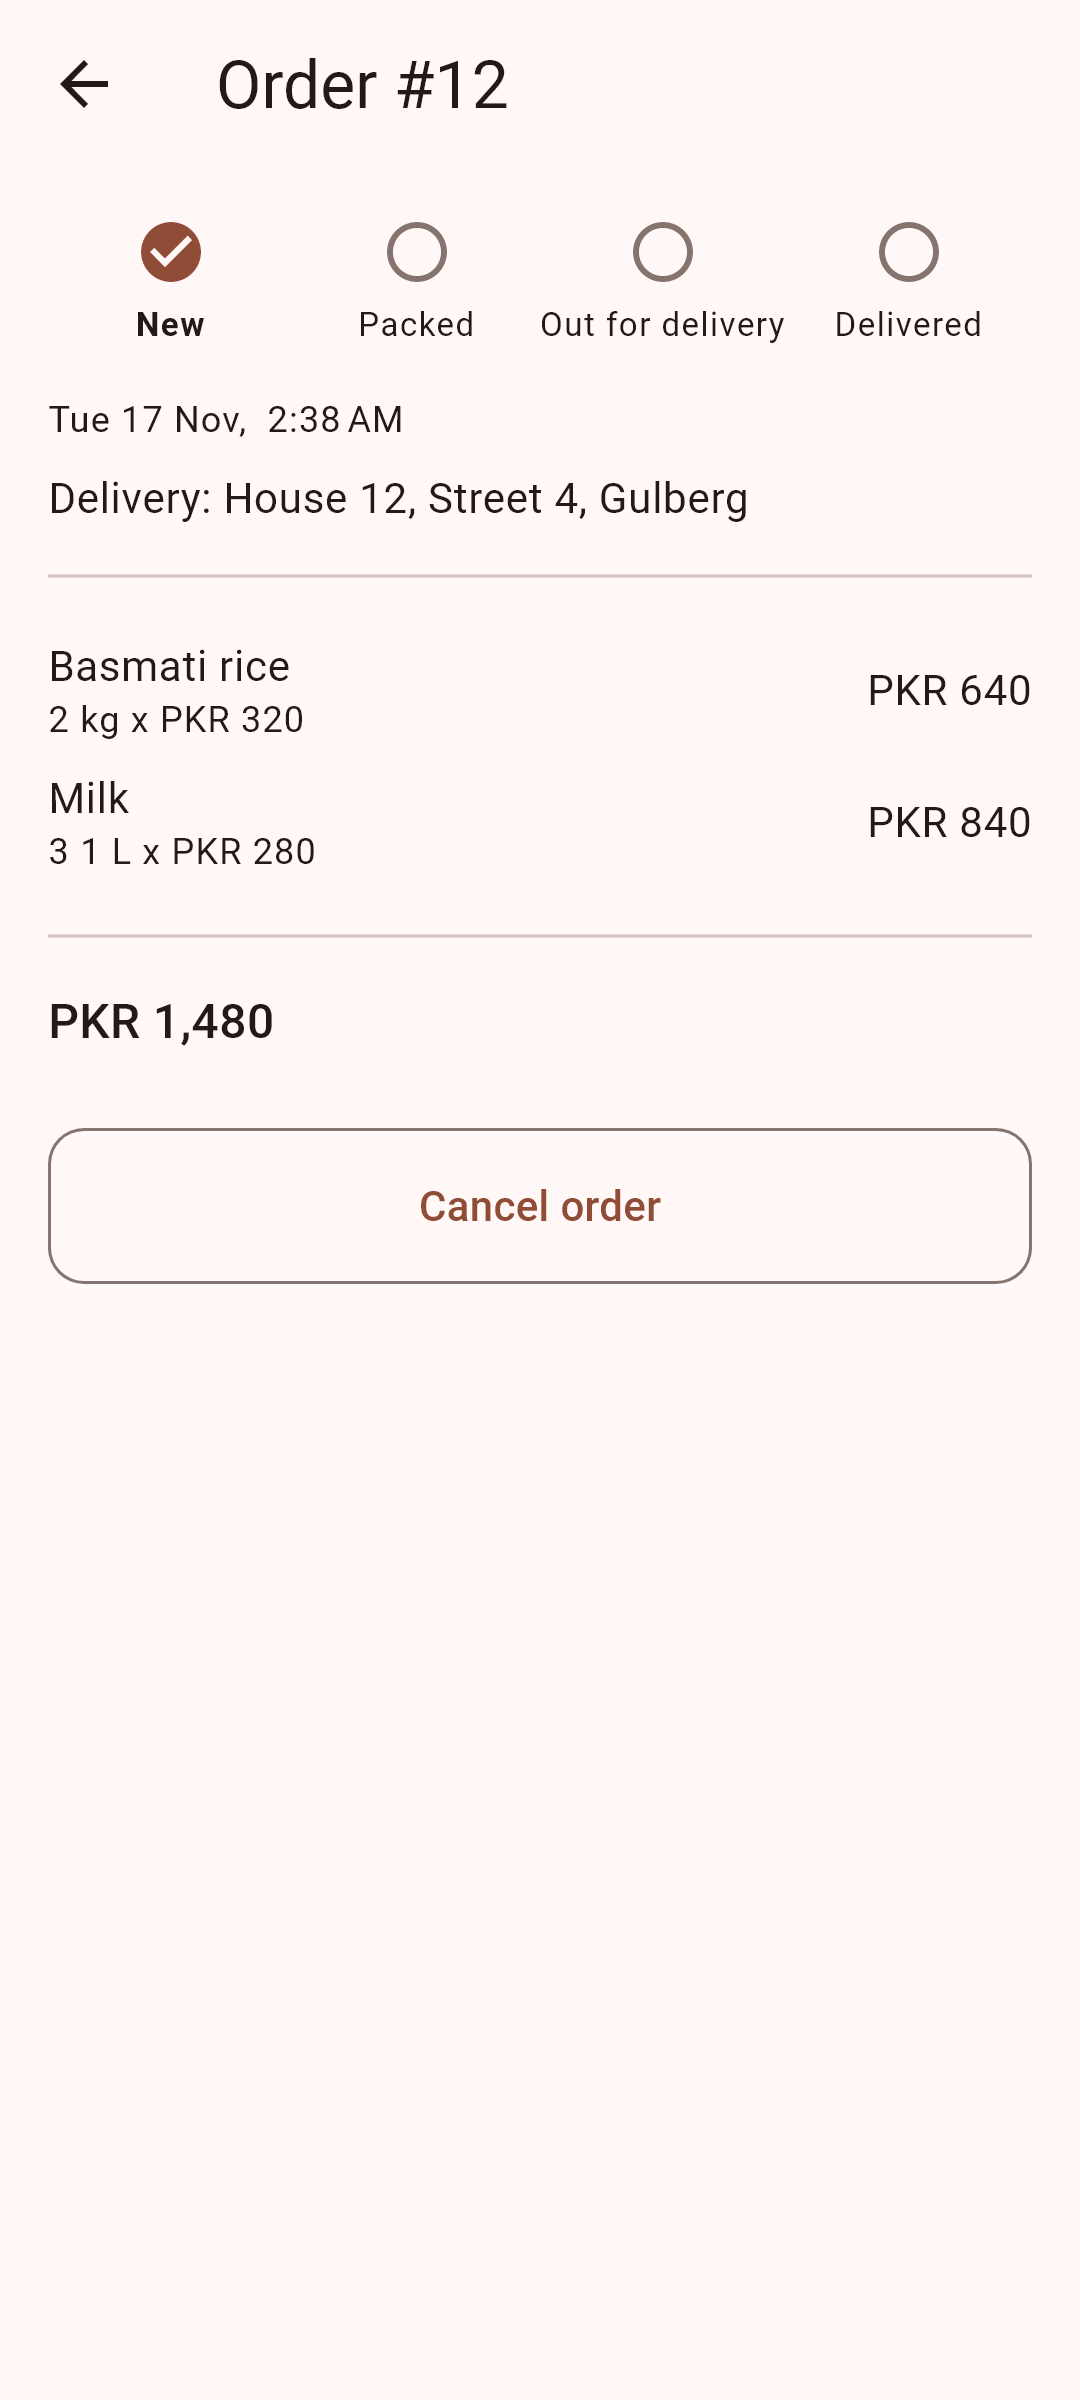 Order #12
New
Packed
Out for delivery
Delivered
Tue 17 Nov,  2:38 AM
Delivery: House 12, Street 4, Gulberg
Basmati rice
2 kg x PKR 320
PKR 640
Milk
3 1 L x PKR 280
PKR 840
PKR 1,480
Cancel order